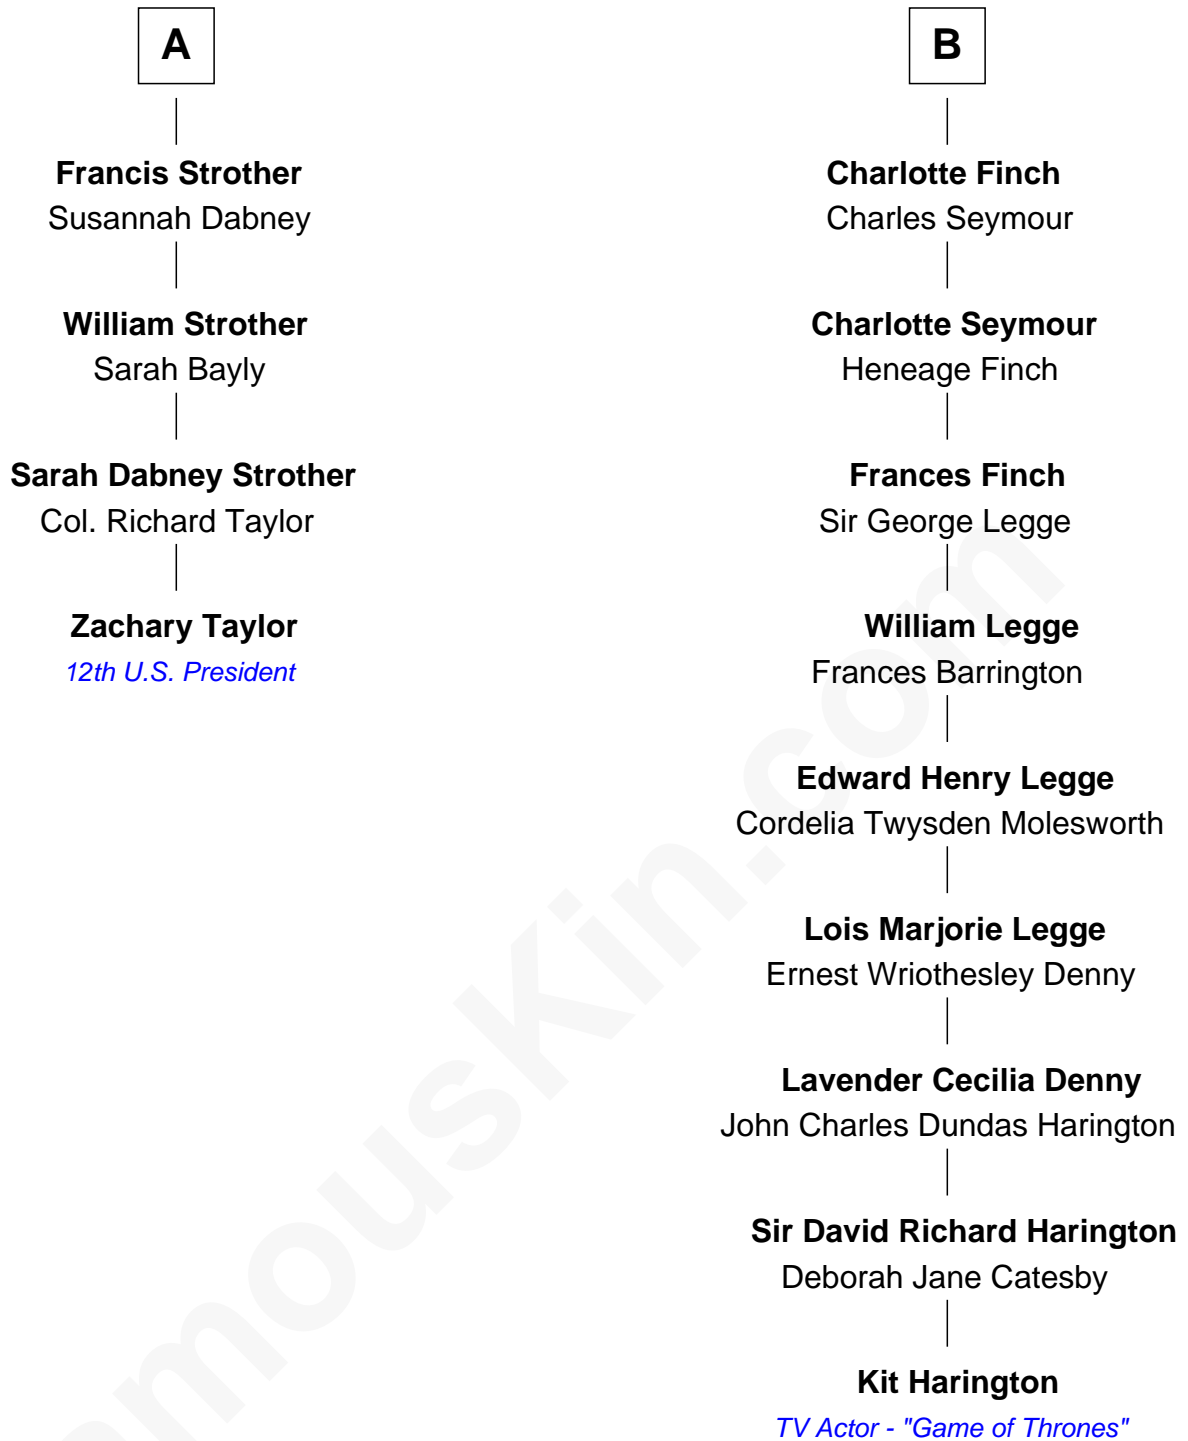 A
Francis Strother
Susannah Dabney
William Strother
Sarah Bayly
Sarah Dabney Strother
Col. Richard Taylor
Zachary Taylor
12th U.S. President
B
Charlotte Finch
Charles Seymour
Charlotte Seymour
Heneage Finch
Frances Finch
Sir George Legge
William Legge
Frances Barrington
Edward Henry Legge
Cordelia Twysden Molesworth
Lois Marjorie Legge
Ernest Wriothesley Denny
Lavender Cecilia Denny
John Charles Dundas Harington
Sir David Richard Harington
Deborah Jane Catesby
Kit Harington
TV Actor - "Game of Thrones"
mouskin.com